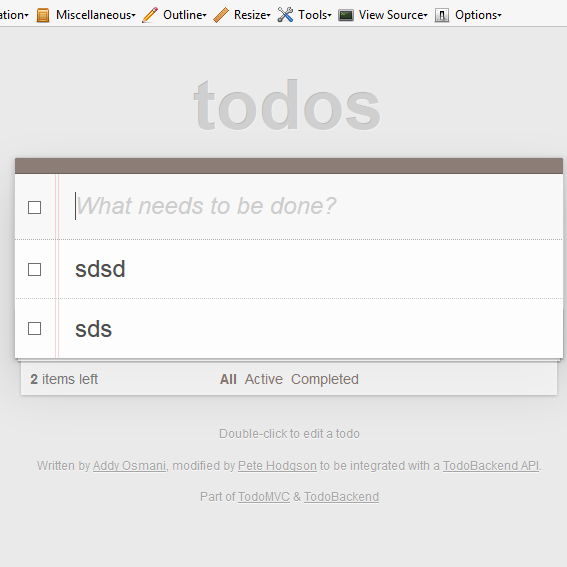 Miscellaneous Outline Resize Tools View Source Options
todos
What needs to be done?
sdsd
sds
2 items left All Active Completed
Double-click to edit a todo
Written by Addy Osmani, modified by Pete Hodgson to be integrated with a TodoBackend API.
Part of TodoMVC & TodoBackend